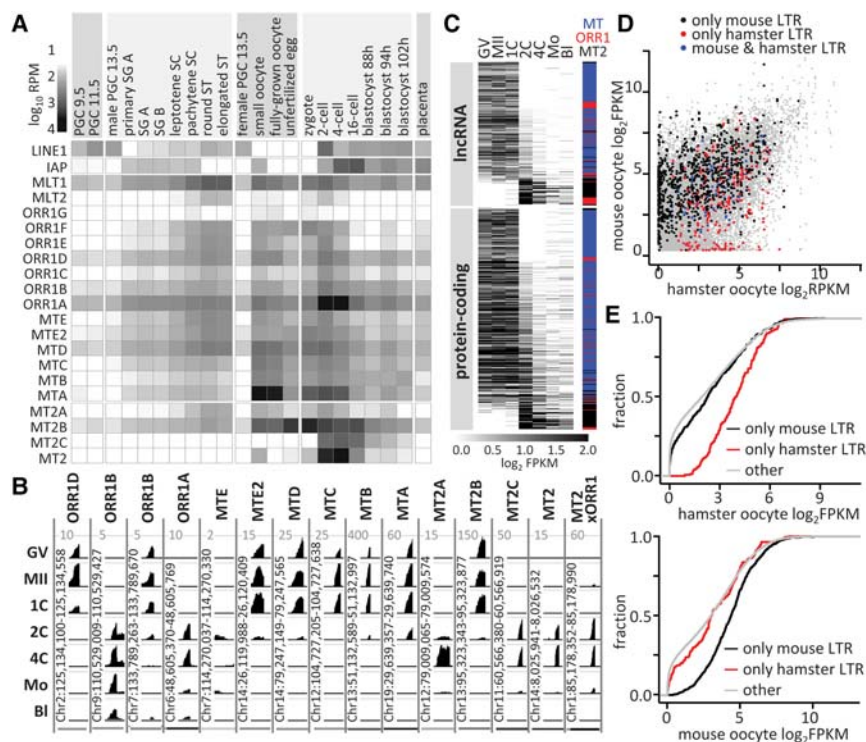 A
1
log10 RPM
4
PGC 9.5
PGC 11.5
male PGC 13.5
primary SG A
SG A
SG B
leptotene SC
pachytene SC
round ST
elongated ST
female PGC 13.5
small oocyte
fully-grown oocyte
unfertilized egg
zygote
2-cell
4-cell
16-cell
blastocyst 88h
blastocyst 94h
blastocyst 102h
placenta
LINE1
IAP
MLT1
MLT2
ORR1G
ORR1F
ORR1E
ORR1D
ORR1C
ORR1B
ORR1A
MTE
MTE2
MTD
MTC
MTB
MTA
MT2A
MT2B
MT2C
MT2
B
ORR1D
ORR1B
ORR1B
ORR1A
MTE
MTE2
MTD
MTC
MTB
MTA
MT2A
MT2B
MT2C
MT2
MT2 xORR1
10 5 5 10 2 15 25 25 400 60 15 150 15 15 60
GV
MII
1C
2C
4C
Mo
Bl
Chr2:125,134,100-125,134,558
Chr9:110,529,009-110,529,427
Chr7:133,789,263-133,789,670
Chr6:48,605,370-48,605,769
Chr7:114,270,037-114,270,330
Chr14:26,119,988-26,120,409
Chr14:79,247,149-79,247,565
Chr12:104,727,205-104,727,638
Chr13:51,132,589-51,132,997
Chr19:29,639,357-29,639,740
Chr12:79,009,065-79,009,574
Chr13:95,323,343-95,323,877
Chr11:60,566,380-60,566,919
Chr14:8,025,941-8,026,532
Chr1:85,178,352-85,178,990
C
GV
MII
1C
2C
4C
Mo
Bl
MT
ORR1
MT2
lncRNA
protein-coding
0.0 0.5 1.0 1.5 2.0
log2 FPKM
D
only mouse LTR
only hamster LTR
mouse & hamster LTR
mouse oocyte log2FPKM
10
5
0
0 5 10
hamster oocyte log2RPKM
E
fraction
1.0
0.5
0.0
only mouse LTR
only hamster LTR
other
0 3 6 9
hamster oocyte log2FPKM
fraction
1.0
0.5
0.0
only mouse LTR
only hamster LTR
other
0 5 10
mouse oocyte log2FPKM